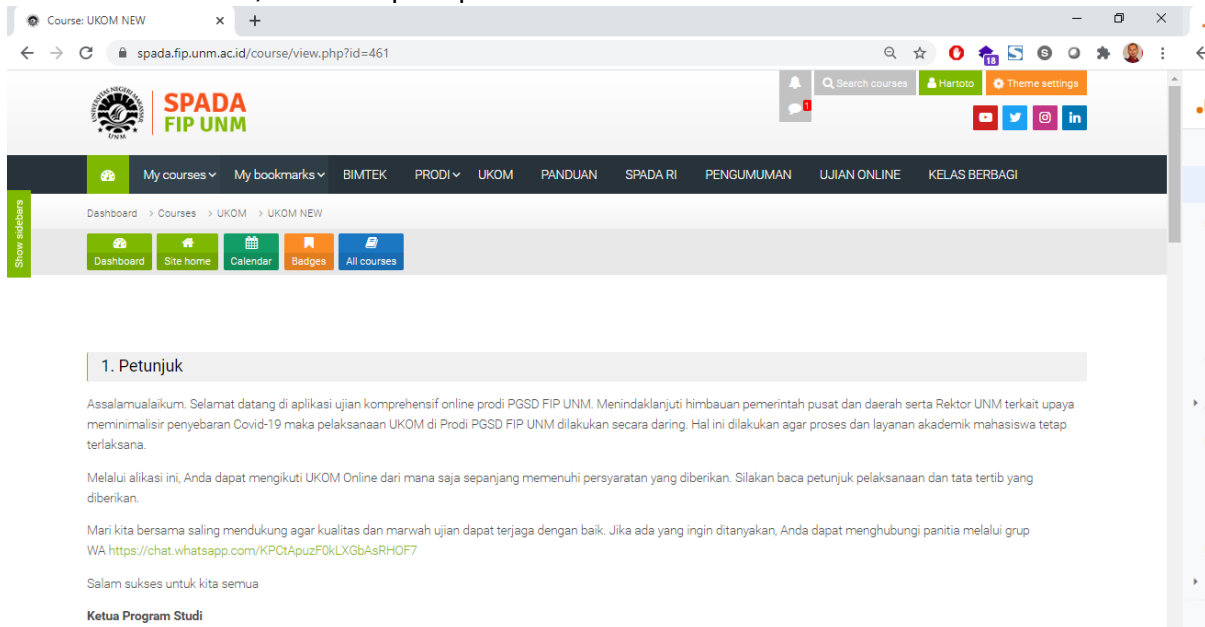 Course: UKOM NEW
spada.fip.unm.ac.id/course/view.php?id=461
18
S
SPADA
FIP UNM
UNM
1
Search courses
Hartoto
Theme settings
in
My courses
My bookmarks
BIMTEK
PRODI
UKOM
PANDUAN
SPADA RI
PENGUMUMAN
UJIAN ONLINE
KELAS BERBAGI
Show sidebars
Dashboard > Courses > UKOM > UKOM NEW
Dashboard
Site home
Calendar
Badges
All courses
1. Petunjuk
Assalamualaikum. Selamat datang di aplikasi ujian komprehensif online prodi PGSD FIP UNM. Menindaklanjuti himbauan pemerintah pusat dan daerah serta Rektor UNM terkait upaya
meminimalisir penyebaran Covid-19 maka pelaksanaan UKOM di Prodi PGSD FIP UNM dilakukan secara daring. Hal ini dilakukan agar proses dan layanan akademik mahasiswa tetap
terlaksana.
Melalui alikasi ini, Anda dapat mengikuti UKOM Online dari mana saja sepanjang memenuhi persyaratan yang diberikan. Silakan baca petunjuk pelaksanaan dan tata tertib yang
diberikan.
Mari kita bersama saling mendukung agar kualitas dan marwah ujian dapat terjaga dengan baik. Jika ada yang ingin ditanyakan, Anda dapat menghubungi panitia melalui grup
WA https://chat.whatsapp.com/KPCtApuzF0kLXGbAsRHOF7
Salam sukses untuk kita semua
Ketua Program Studi